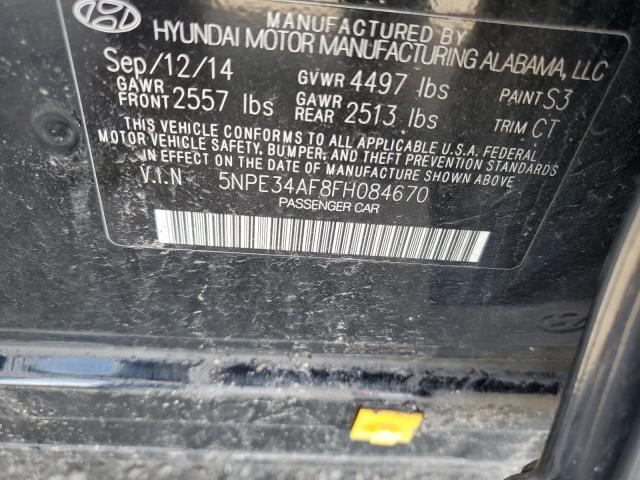 MANUFACTURED BY
HYUNDAI MOTOR MANUFACTURING ALABAMA, LLC
Sep/12/14 GVWR 4497 lbs PAINT S3
GAWR FRONT 2557 lbs GAWR REAR 2513 lbs TRIM CT
THIS VEHICLE CONFORMS TO ALL APPLICABLE U.S.A. FEDERAL
MOTOR VEHICLE SAFETY, BUMPER, AND THEFT PREVENTION STANDARDS
IN EFFECT ON THE DATE OF MANUFACTURE SHOWN ABOVE.
V.I.N 5NPE34AF8FH084670
PASSENGER CAR